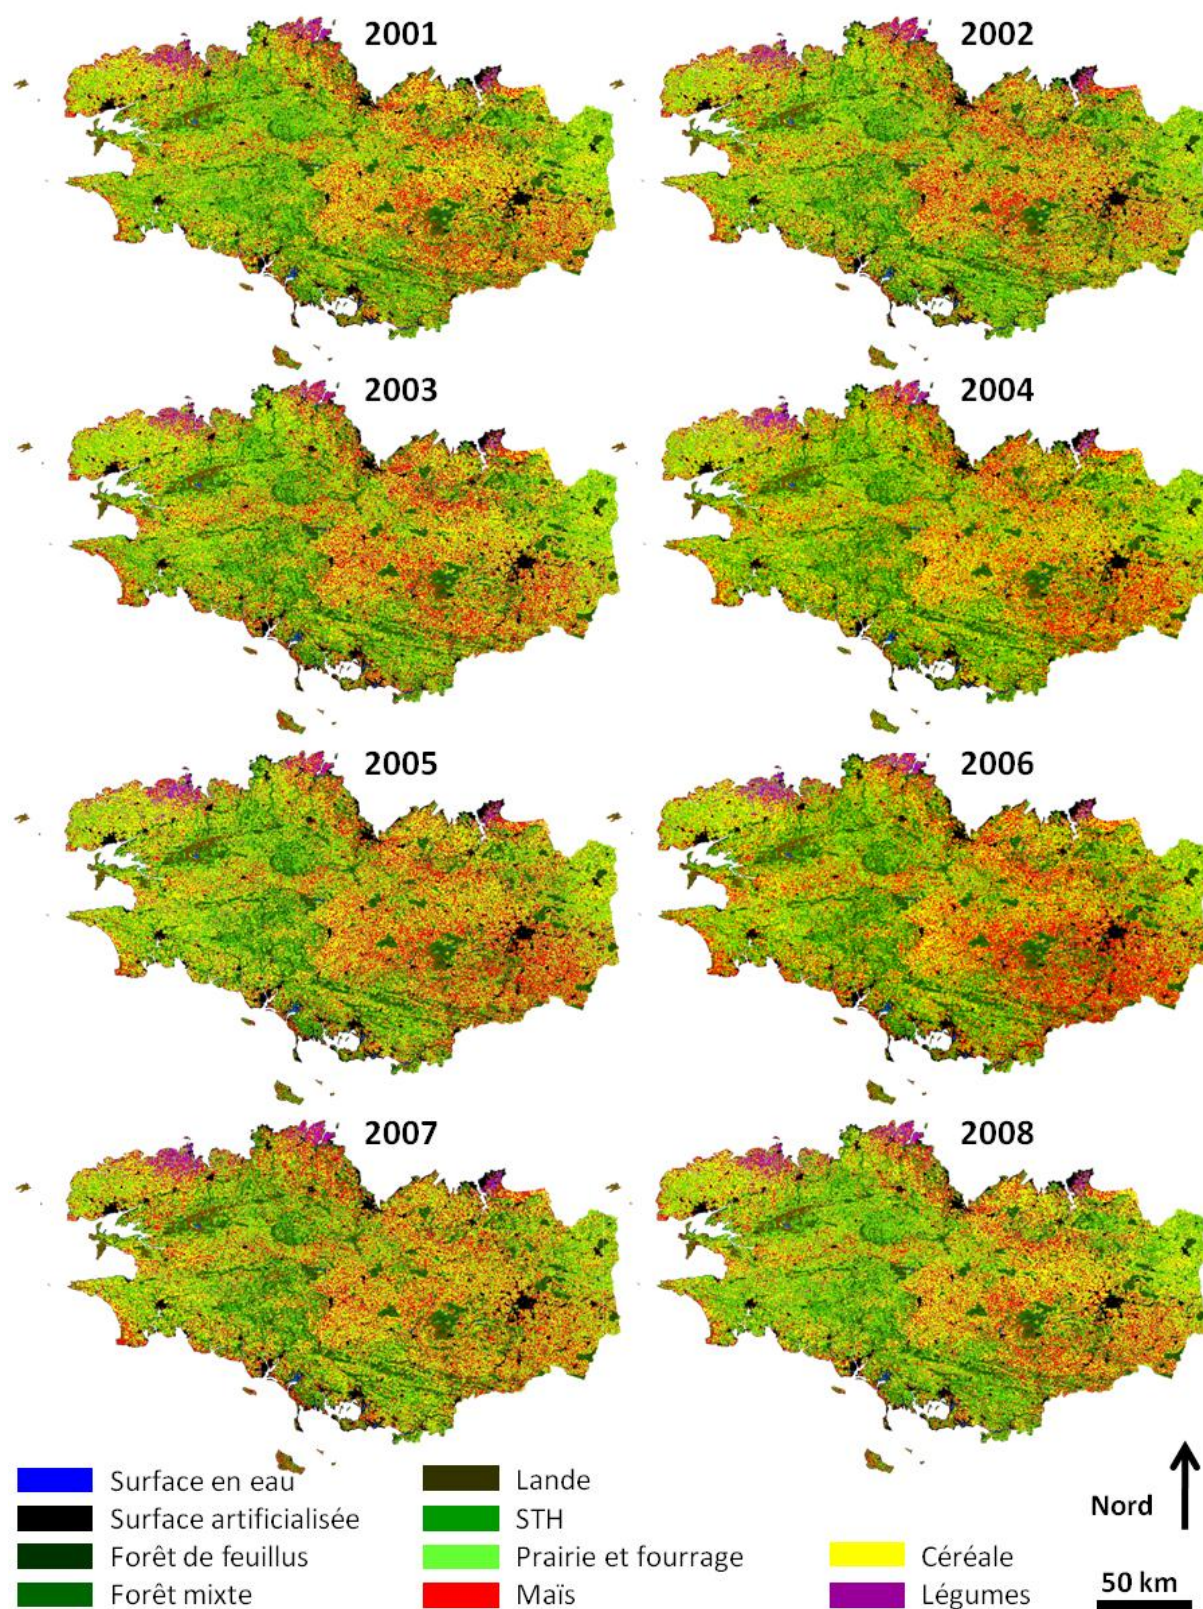 2001
2002
2003
2004
2005
2006
2007
2008
Surface en eau
Surface artificialisée
Forêt de feuillus
Forêt mixte
Lande
STH
Prairie et fourrage
Maïs
Céréale
Légumes
Nord
50 km